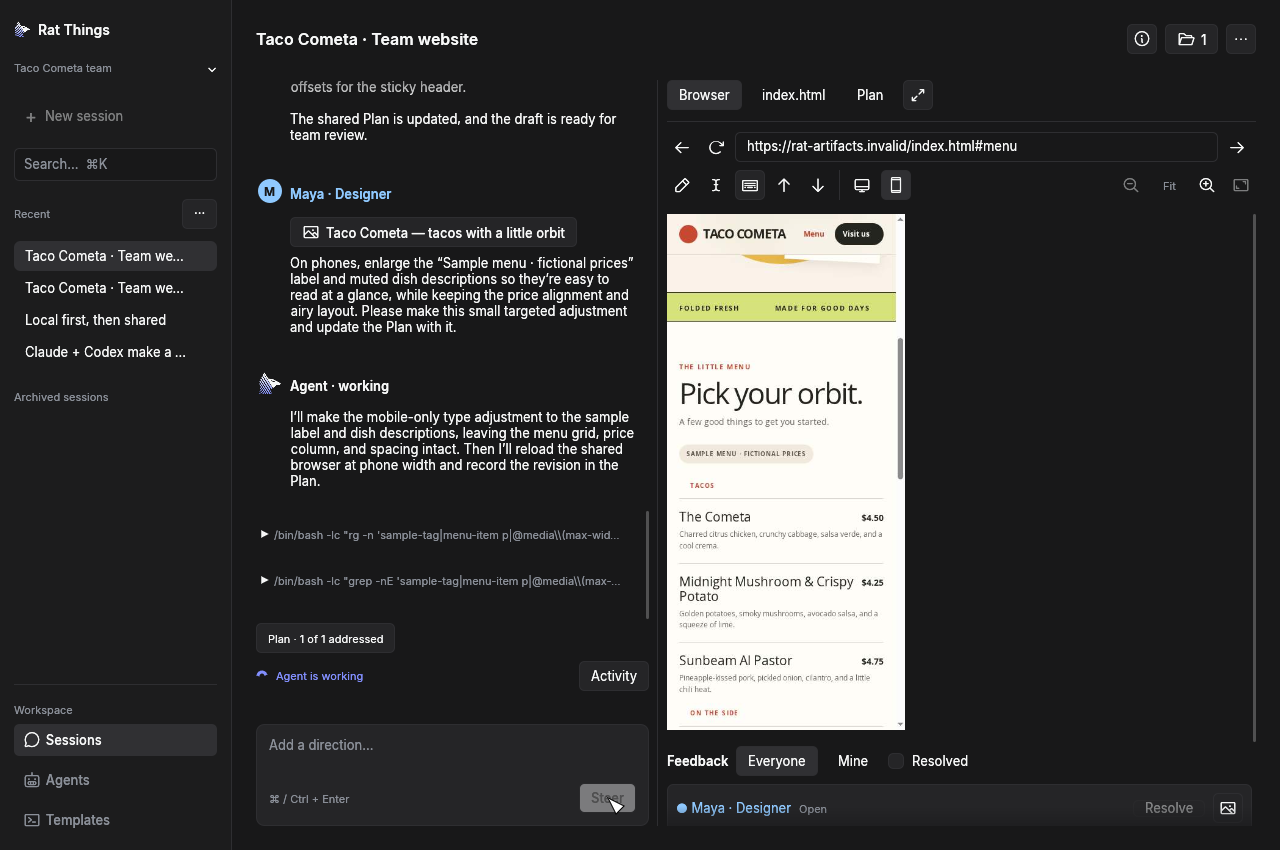 Rat Things
Taco Cometa team
+ New session
Search... ⌘K
Recent
...
Taco Cometa · Team we...
Taco Cometa · Team we...
Local first, then shared
Claude + Codex make a ...
Archived sessions
Workspace
Sessions
Agents
Templates
Taco Cometa · Team website
1
...
offsets for the sticky header.
The shared Plan is updated, and the draft is ready for
team review.
M
Maya · Designer
Taco Cometa — tacos with a little orbit
On phones, enlarge the “Sample menu · fictional prices”
label and muted dish descriptions so they’re easy to
read at a glance, while keeping the price alignment and
airy layout. Please make this small targeted adjustment
and update the Plan with it.
Agent · working
I’ll make the mobile-only type adjustment to the sample
label and dish descriptions, leaving the menu grid, price
column, and spacing intact. Then I’ll reload the shared
browser at phone width and record the revision in the
Plan.
/bin/bash -lc "rg -n 'sample-tag|menu-item p|@media\\(max-wid...
/bin/bash -lc "grep -nE 'sample-tag|menu-item p|@media\\(max-...
Plan · 1 of 1 addressed
Agent is working
Activity
Add a direction...
⌘ / Ctrl + Enter
Steer
Browser
index.html
Plan
https://rat-artifacts.invalid/index.html#menu
Fit
TACO COMETA
Menu
Visit us
FOLDED FRESH
MADE FOR GOOD DAYS
THE LITTLE MENU
Pick your orbit.
A few good things to get you started.
SAMPLE MENU · FICTIONAL PRICES
TACOS
The Cometa $4.50
Charred citrus chicken, crunchy cabbage, salsa verde, and a
cool crema.
Midnight Mushroom & Crispy $4.25
Potato
Golden potatoes, smoky mushrooms, avocado salsa, and a
squeeze of lime.
Sunbeam Al Pastor $4.75
Pineapple-kissed pork, pickled onion, cilantro, and a little
chili heat.
ON THE SIDE
Feedback
Everyone
Mine
Resolved
Maya · Designer Open
Resolve